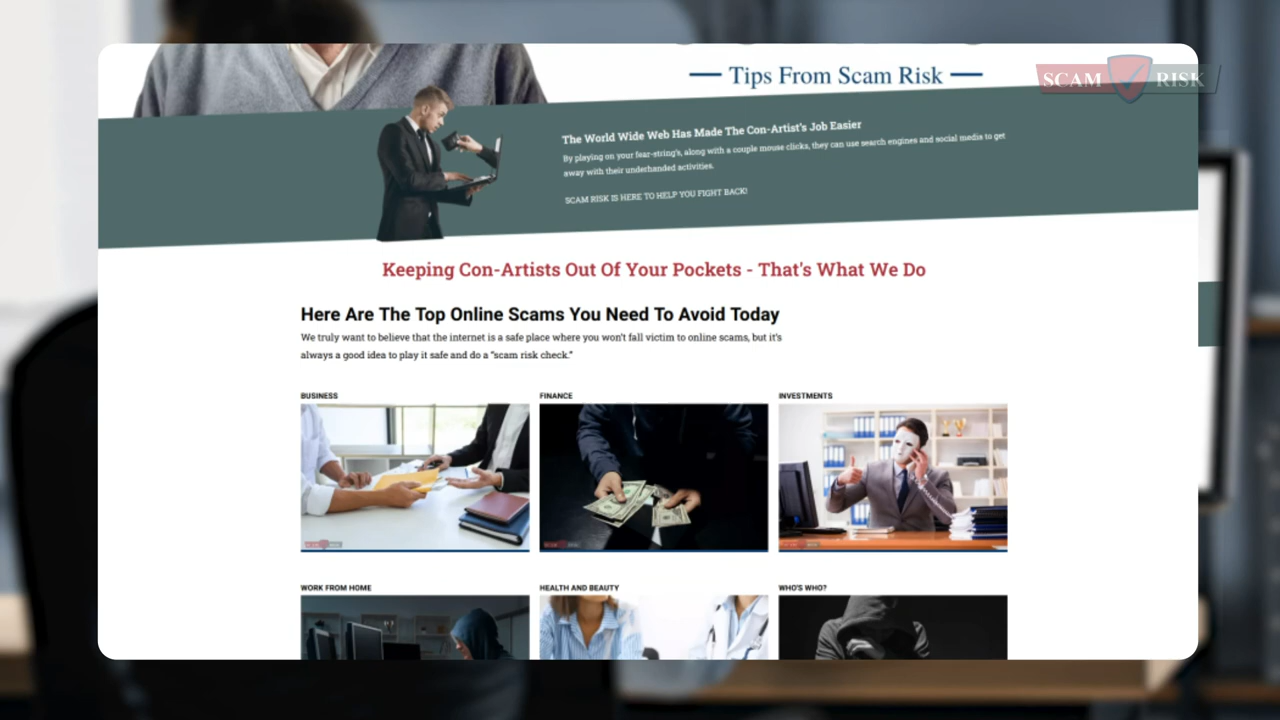 Tips From Scam Risk
SCAM RISK
The World Wide Web Has Made The Con-Artist's Job Easier
By playing on your fear-string's, along with a couple mouse clicks, they can use search engines and social media to get
away with their underhanded activities.
SCAM RISK IS HERE TO HELP YOU FIGHT BACK!
Keeping Con-Artists Out Of Your Pockets - That's What We Do
Here Are The Top Online Scams You Need To Avoid Today
We truly want to believe that the internet is a safe place where you won't fall victim to online scams, but it's
always a good idea to play it safe and do a "scam risk check."
BUSINESS
FINANCE
INVESTMENTS
WORK FROM HOME
HEALTH AND BEAUTY
WHO'S WHO?